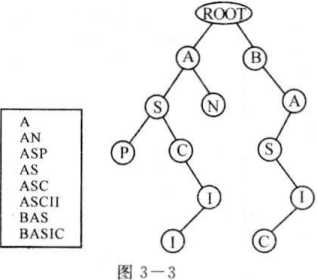 ROOT
A B
S N A
P C S
I I
I C
A
AN
ASP
AS
ASC
ASCII
BAS
BASIC
图 3-3